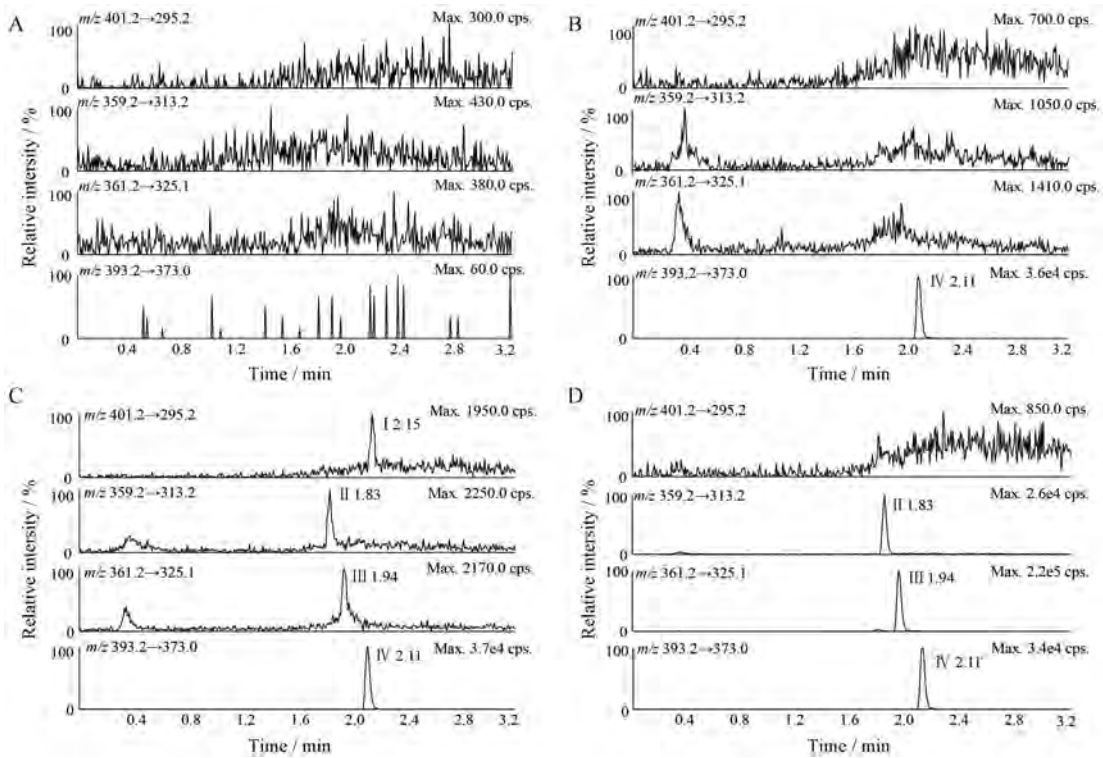 A
Relative intensity / %
m/z 401.2→295.2
Max. 300.0 cps.
100
0
m/z 359.2→313.2
Max. 430.0 cps.
100
0
m/z 361.2→325.1
Max. 380.0 cps.
100
0
m/z 393.2→373.0
Max. 60.0 cps.
100
0
0.4 0.8 1.2 1.6 2.0 2.4 2.8 3.2
Time / min
B
Relative intensity / %
m/z 401.2→295.2
Max. 700.0 cps.
100
0
m/z 359.2→313.2
Max. 1050.0 cps.
100
0
m/z 361.2→325.1
Max. 1410.0 cps.
100
0
m/z 393.2→373.0
Max. 3.6e4 cps.
100
IV 2.11
0
0.4 0.8 1.2 1.6 2.0 2.4 2.8 3.2
Time / min
C
Relative intensity / %
m/z 401.2→295.2
Max. 1950.0 cps.
100
I 2.15
0
m/z 359.2→313.2
Max. 2250.0 cps.
100
II 1.83
0
m/z 361.2→325.1
Max. 2170.0 cps.
100
III 1.94
0
m/z 393.2→373.0
Max. 3.7e4 cps.
100
IV 2.11
0
0.4 0.8 1.2 1.6 2.0 2.4 2.8 3.2
Time / min
D
Relative intensity / %
m/z 401.2→295.2
Max. 850.0 cps.
100
0
m/z 359.2→313.2
Max. 2.6e4 cps.
100
II 1.83
0
m/z 361.2→325.1
Max. 2.2e5 cps.
100
III 1.94
0
m/z 393.2→373.0
Max. 3.4e4 cps.
100
IV 2.11
0
0.4 0.8 1.2 1.6 2.0 2.4 2.8 3.2
Time / min